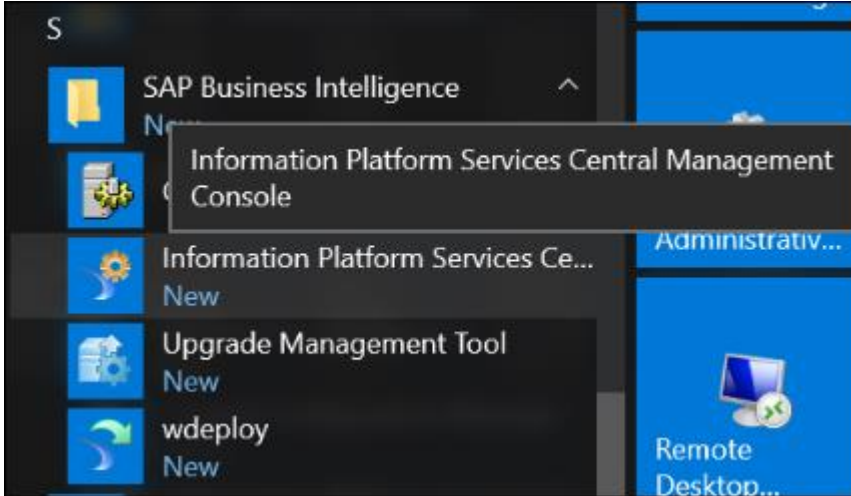 S
SAP Business Intelligence
New
Information Platform Services Central Management
Console
Information Platform Services Ce...
New
Upgrade Management Tool
New
wdeploy
New
Administrativ...
Remote
Desktop...